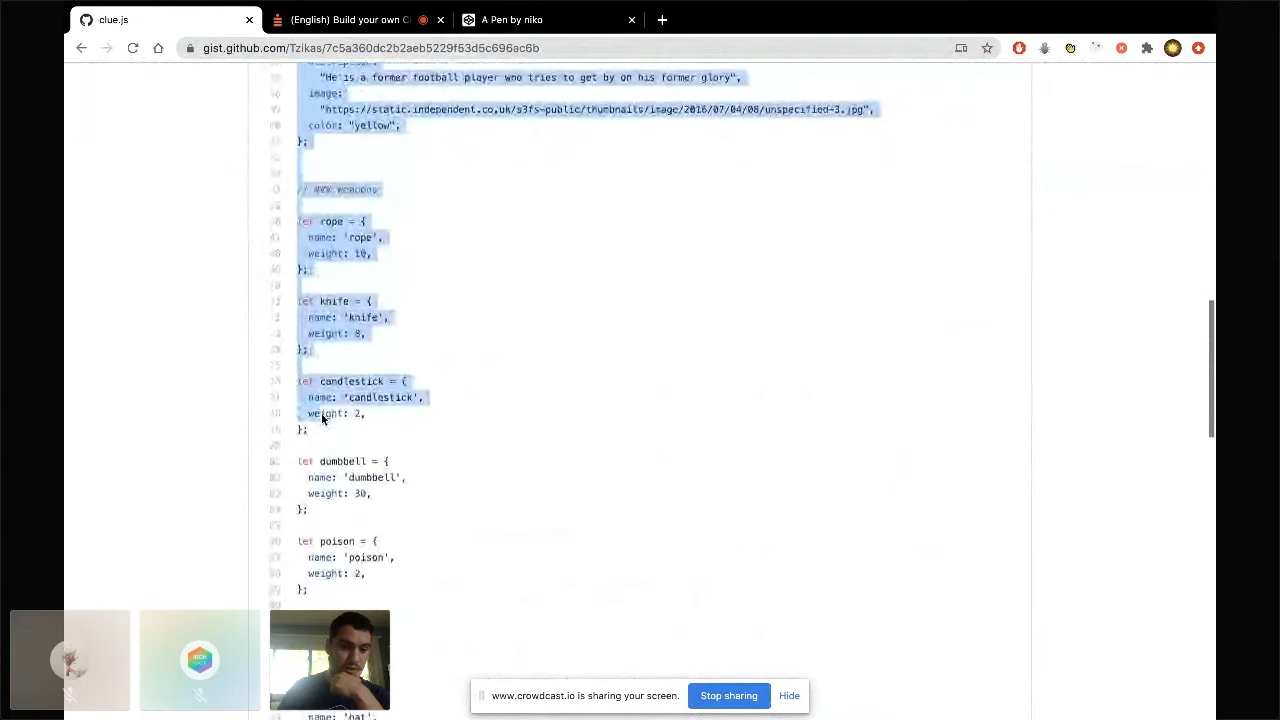 clue.js
(English) Build your own Cl
A Pen by nika
gist.github.com/Tzikas/7c5a360dc2b2aeb5229f53d5c696ac6b
"He is a former football player who tries to get by on his former glory",
image:
"https://static.independent.co.uk/s3fs-public/thumbnails/image/2016/07/04/08/unspecified-3.jpg",
color: "yellow",
};
// ### weapons
let rope = {
name: 'rope',
weight: 10,
};
let knife = {
name: 'knife',
weight: 8,
};
let candlestick = {
name: 'candlestick',
weight: 2,
};
let dumbbell = {
name: 'dumbbell',
weight: 30,
};
let poison = {
name: 'poison',
weight: 2,
};
name: 'bat',
www.crowdcast.io is sharing your screen.
Stop sharing
Hide